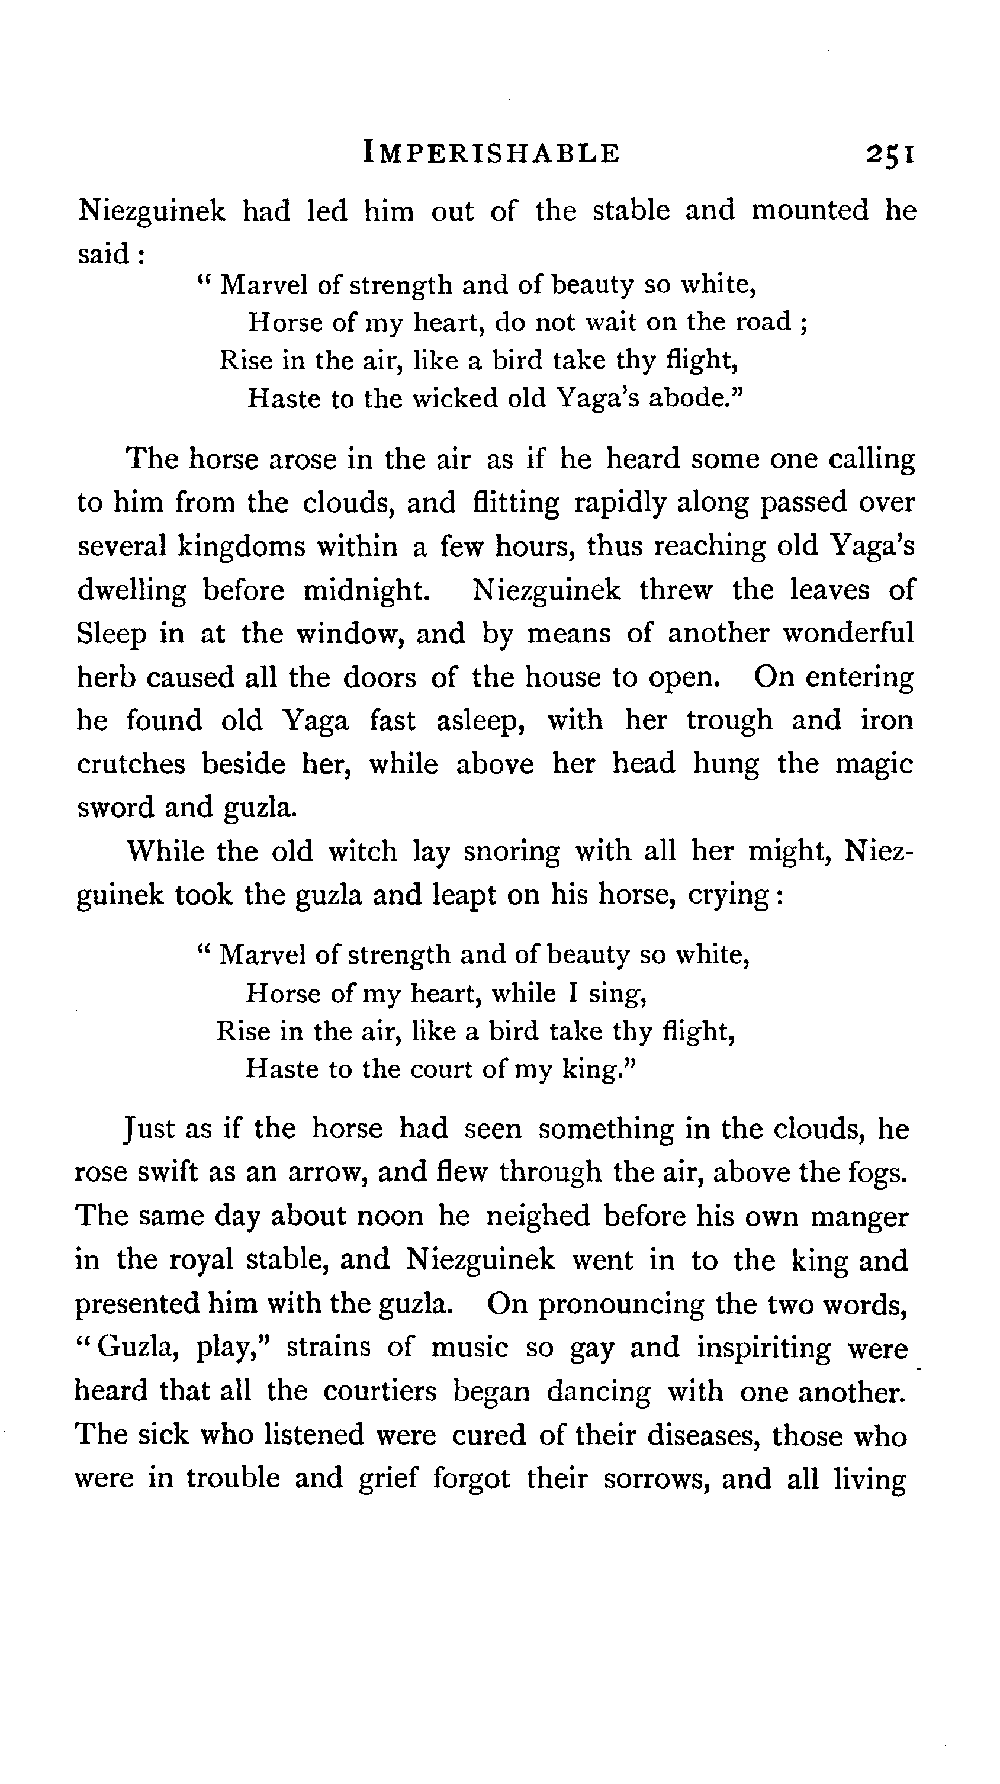 IMPERISHABLE 251
Niezguinek had led him out of the stable and mounted he
said :
“ Marvel of strength and of beauty so white,
Horse of my heart, do not wait on the road ;
Rise in the air, like a bird take thy flight,
Haste to the wicked old Yaga's abode.”
The horse arose in the air as if he heard some one calling
to him from the clouds, and flitting rapidly along passed over
several kingdoms within a few hours, thus reaching old Yaga's
dwelling before midnight. Niezguinek threw the leaves of
Sleep in at the window, and by means of another wonderful
herb caused all the doors of the house to open. On entering
he found old Yaga fast asleep, with her trough and iron
crutches beside her, while above her head hung the magic
sword and guzla.
While the old witch lay snoring with all her might, Niez-
guinek took the guzla and leapt on his horse, crying :
“ Marvel of strength and of beauty so white,
Horse of my heart, while I sing,
Rise in the air, like a bird take thy flight,
Haste to the court of my king.”
Just as if the horse had seen something in the clouds, he
rose swift as an arrow, and flew through the air, above the fogs.
The same day about noon he neighed before his own manger
in the royal stable, and Niezguinek went in to the king and
presented him with the guzla. On pronouncing the two words,
“ Guzla, play,” strains of music so gay and inspiriting were
heard that all the courtiers began dancing with one another.
The sick who listened were cured of their diseases, those who
were in trouble and grief forgot their sorrows, and all living